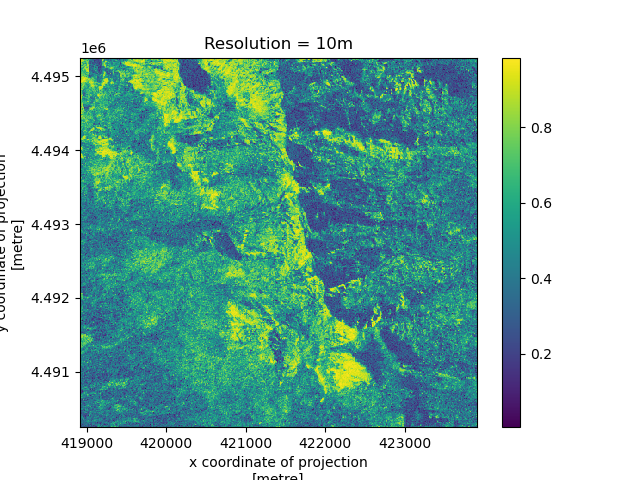 Resolution = 10m
1e6
4.495
4.494
4.493
4.492
4.491
y coordinate of projection
[metre]
419000 420000 421000 422000 423000
x coordinate of projection
[metre]
0.8
0.6
0.4
0.2